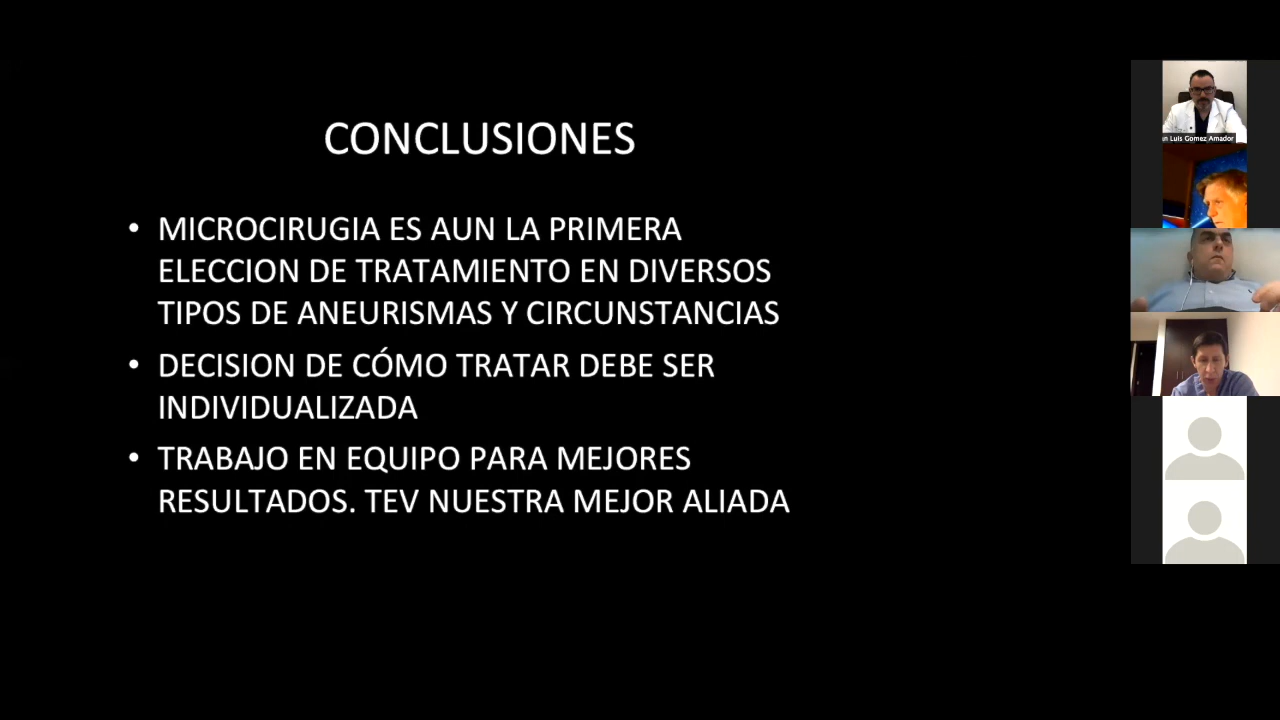 CONCLUSIONES
• MICROCIRUGIA ES AUN LA PRIMERA
ELECCION DE TRATAMIENTO EN DIVERSOS
TIPOS DE ANEURISMAS Y CIRCUNSTANCIAS
• DECISION DE CÓMO TRATAR DEBE SER
INDIVIDUALIZADA
• TRABAJO EN EQUIPO PARA MEJORES
RESULTADOS. TEV NUESTRA MEJOR ALIADA
Luis Gomez Amador